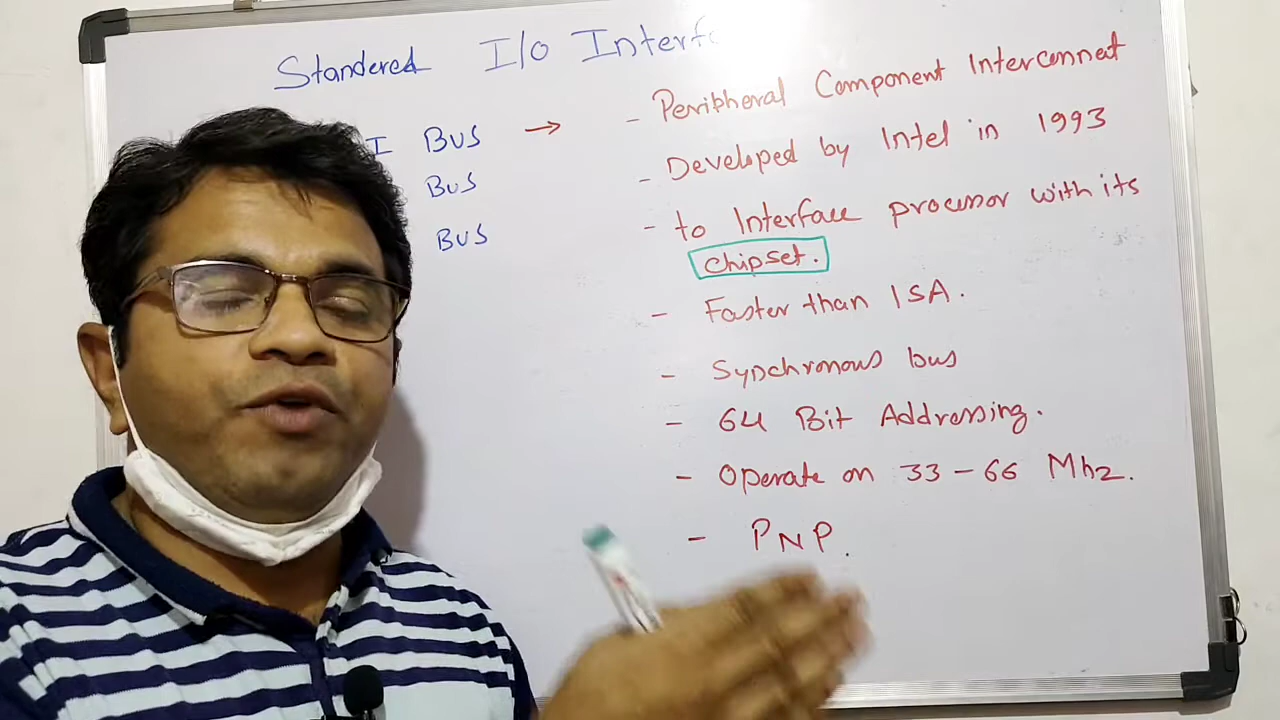 Standered I/o Interf
I BUS → - Peripheral Component Interconnect
BUS
BUS
- Developed by Intel in 1993
- to Interface processor with its
chipset.
- Faster than ISA.
- Synchronous bus
- 64 Bit Addressing.
- Operate on 33-66 Mhz.
- PNP.